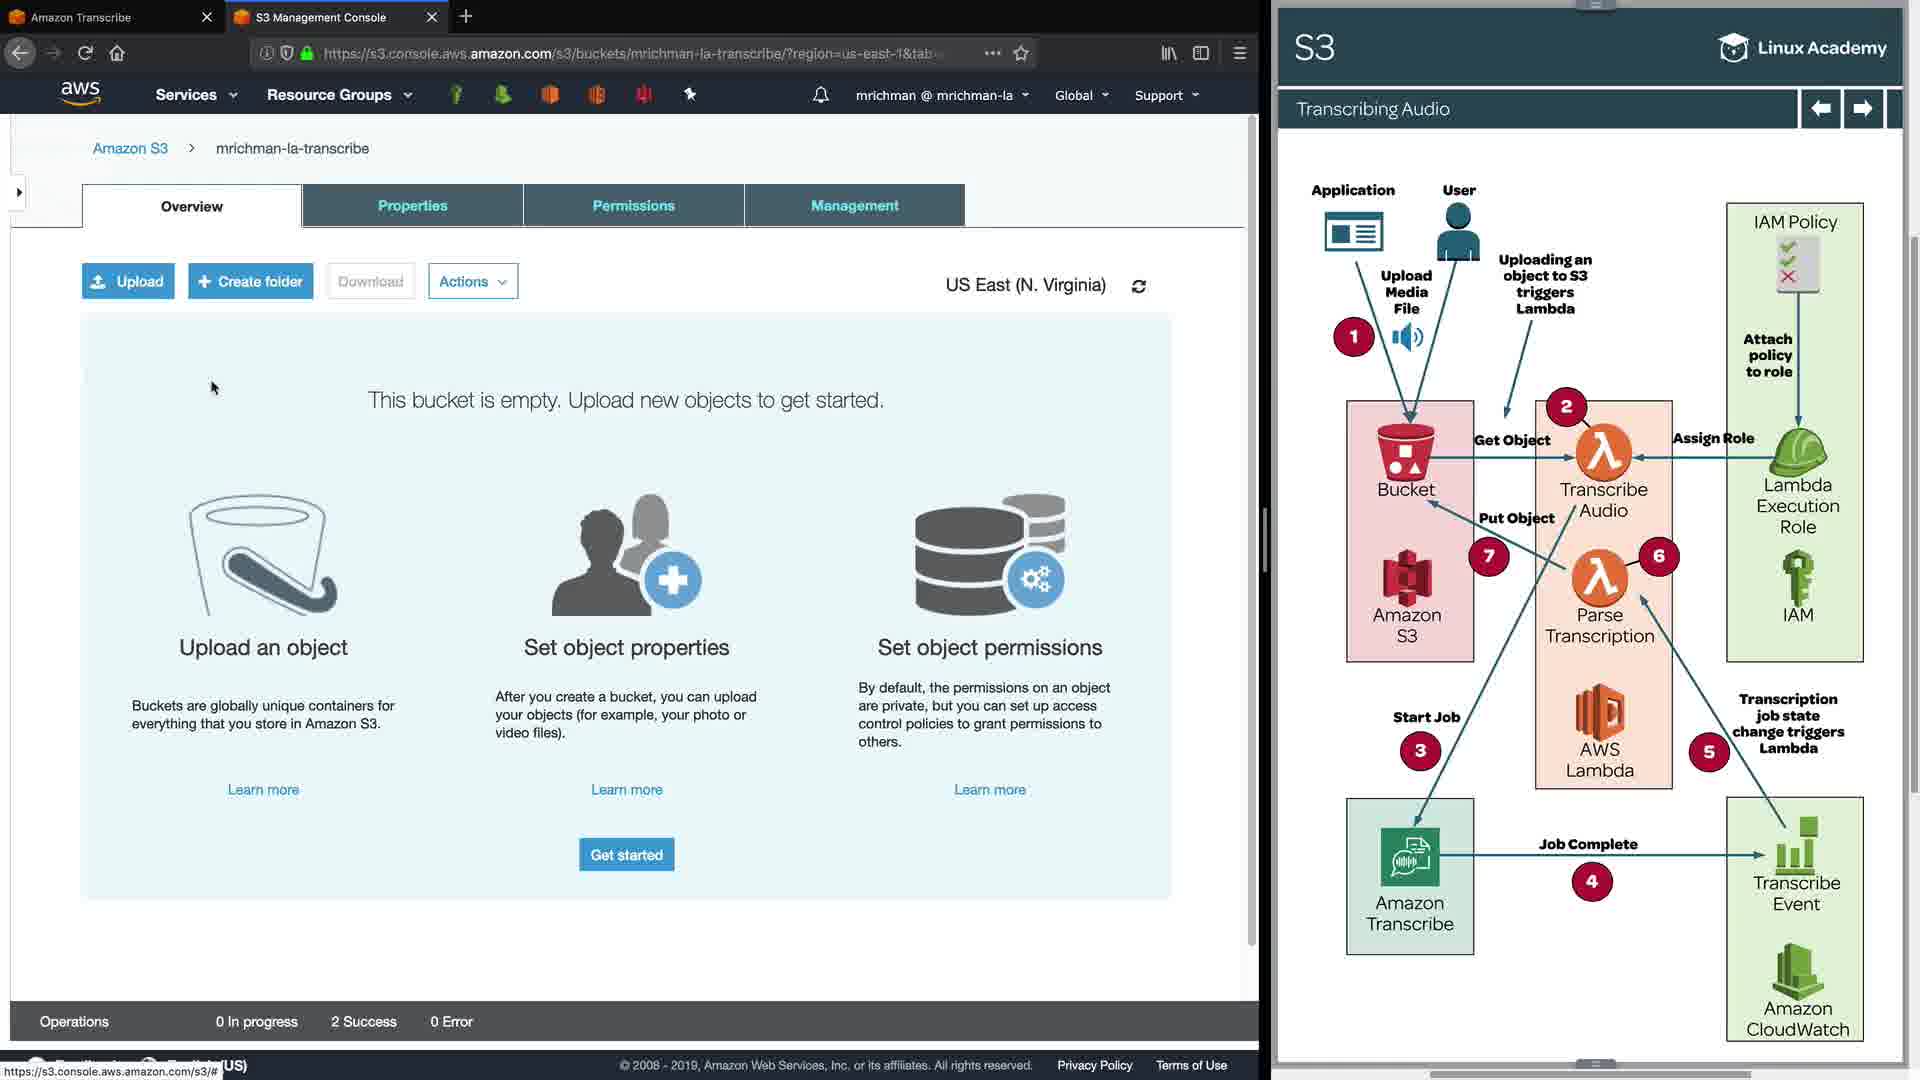 Amazon Transcribe
S3 Management Console
https://s3.console.aws.amazon.com/s3/buckets/mrichman-la-transcribe/?region=us-east-1&tab=
aws
Services
Resource Groups
mrichman @ mrichman-la
Global
Support
Amazon S3 > mrichman-la-transcribe
Overview
Properties
Permissions
Management
Upload
+ Create folder
Download
Actions
US East (N. Virginia)
This bucket is empty. Upload new objects to get started.
Upload an object
Buckets are globally unique containers for
everything that you store in Amazon S3.
Learn more
Set object properties
After you create a bucket, you can upload
your objects (for example, your photo or
video files).
Learn more
Set object permissions
By default, the permissions on an object
are private, but you can set up access
control policies to grant permissions to
others.
Learn more
Get started
Operations
0 In progress
2 Success
0 Error
(US)
https://s3.console.aws.amazon.com/s3/#
© 2008 - 2019, Amazon Web Services, Inc. or its affiliates. All rights reserved.
Privacy Policy
Terms of Use
S3
Linux Academy
Transcribing Audio
Application
User
Upload
Media
File
1
Uploading an
object to S3
triggers
Lambda
IAM Policy
Attach
policy
to role
2
Get Object
Assign Role
Bucket
Transcribe
Audio
Lambda
Execution
Role
Put Object
7
6
Amazon
S3
Parse
Transcription
IAM
Start Job
3
AWS
Lambda
5
Transcription
job state
change triggers
Lambda
Job Complete
4
Amazon
Transcribe
Transcribe
Event
Amazon
CloudWatch